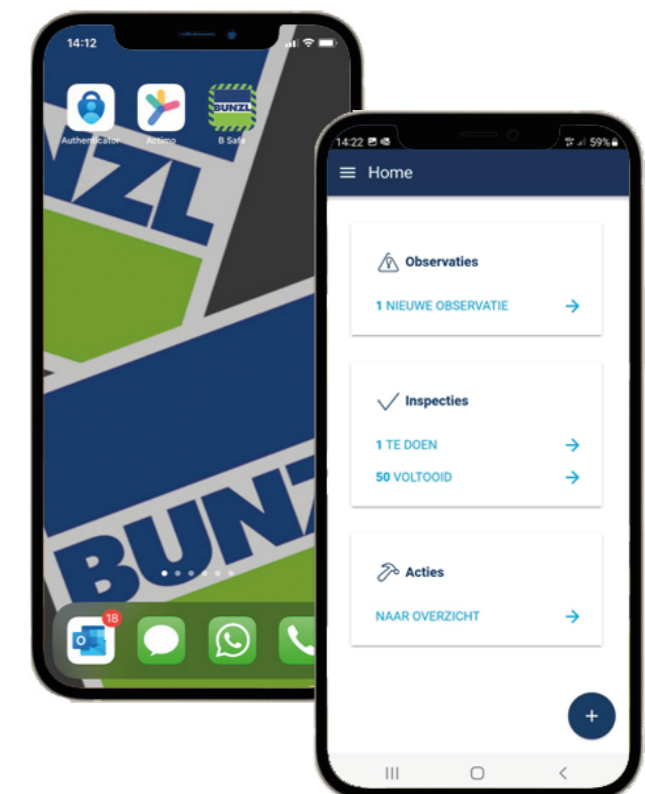 14:12
Authenticator
Actimo
BUNZL
B Safe
NZL
BUNZ
18
14:22
59%
Home
Observaties
1 NIEUWE OBSERVATIE
Inspecties
1 TE DOEN
50 VOLTOOID
Acties
NAAR OVERZICHT
+